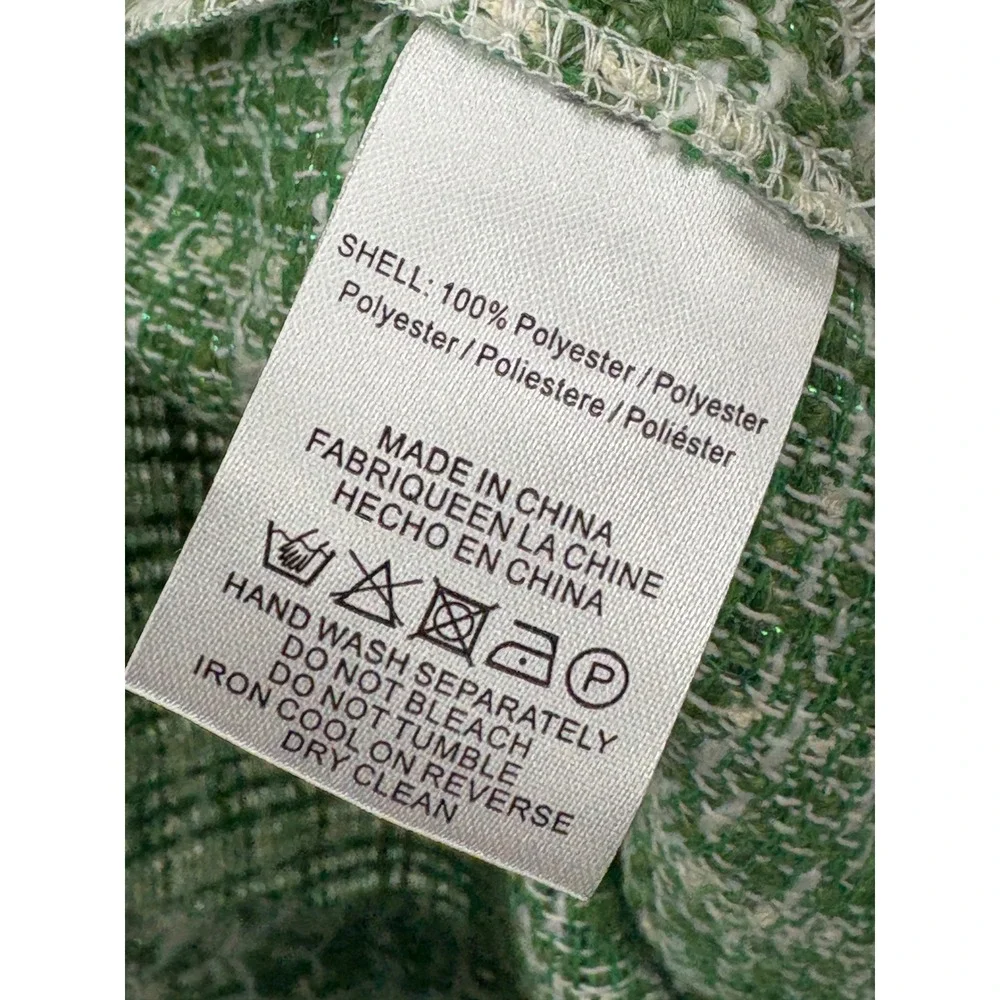 SHELL: 100% Polyester / Polyester
Polyester / Poliestere / Poliéster
MADE IN CHINA
FABRIQUEEN LA CHINE
HECHO EN CHINA
P
HAND WASH SEPARATELY
DO NOT BLEACH
DO NOT TUMBLE
IRON COOL ON REVERSE
DRY CLEAN